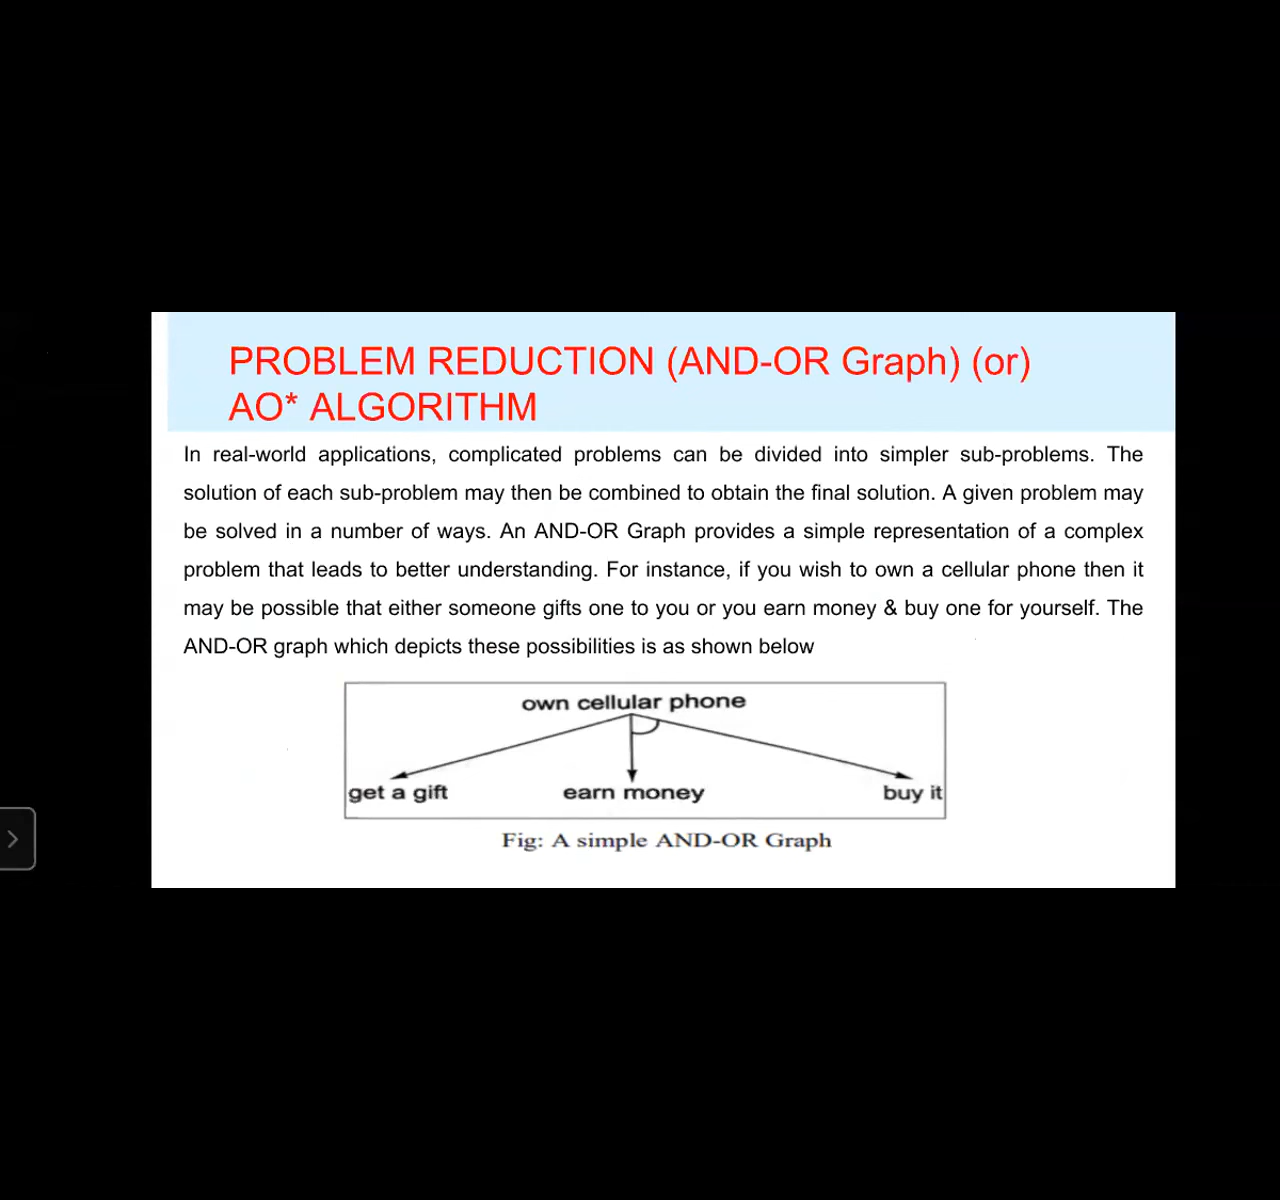 PROBLEM REDUCTION (AND-OR Graph) (or)
AO* ALGORITHM
In real-world applications, complicated problems can be divided into simpler sub-problems. The
solution of each sub-problem may then be combined to obtain the final solution. A given problem may
be solved in a number of ways. An AND-OR Graph provides a simple representation of a complex
problem that leads to better understanding. For instance, if you wish to own a cellular phone then it
may be possible that either someone gifts one to you or you earn money & buy one for yourself. The
AND-OR graph which depicts these possibilities is as shown below
own cellular phone
get a gift earn money buy it
Fig: A simple AND-OR Graph